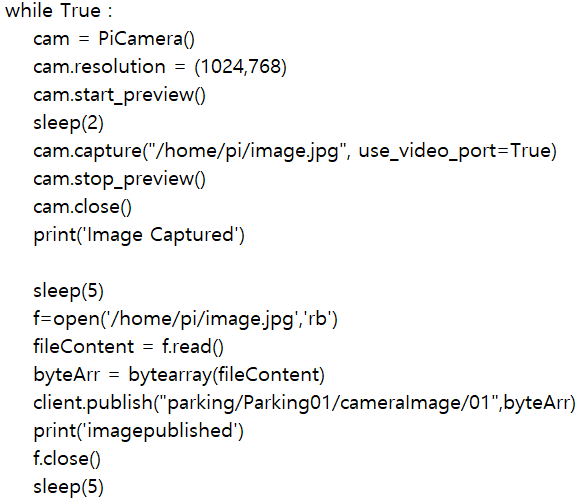 while True :
cam = PiCamera()
cam.resolution = (1024,768)
cam.start_preview()
sleep(2)
cam.capture("/home/pi/image.jpg", use_video_port=True)
cam.stop_preview()
cam.close()
print('Image Captured')
sleep(5)
f=open('/home/pi/image.jpg','rb')
fileContent = f.read()
byteArr = bytearray(fileContent)
client.publish("parking/Parking01/cameraImage/01",byteArr)
print('imagepublished')
f.close()
sleep(5)